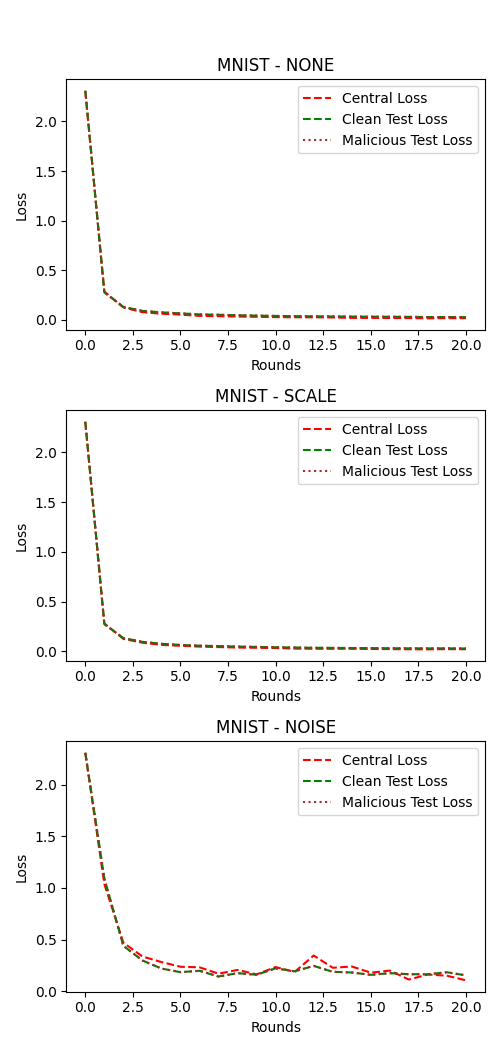 MNIST - NONE
Central Loss
Clean Test Loss
Malicious Test Loss
2.0
1.5
1.0
0.5
0.0
Loss
0.0 2.5 5.0 7.5 10.0 12.5 15.0 17.5 20.0
Rounds
MNIST - SCALE
Central Loss
Clean Test Loss
Malicious Test Loss
2.0
1.5
1.0
0.5
0.0
Loss
0.0 2.5 5.0 7.5 10.0 12.5 15.0 17.5 20.0
Rounds
MNIST - NOISE
Central Loss
Clean Test Loss
Malicious Test Loss
2.0
1.5
1.0
0.5
0.0
Loss
0.0 2.5 5.0 7.5 10.0 12.5 15.0 17.5 20.0
Rounds